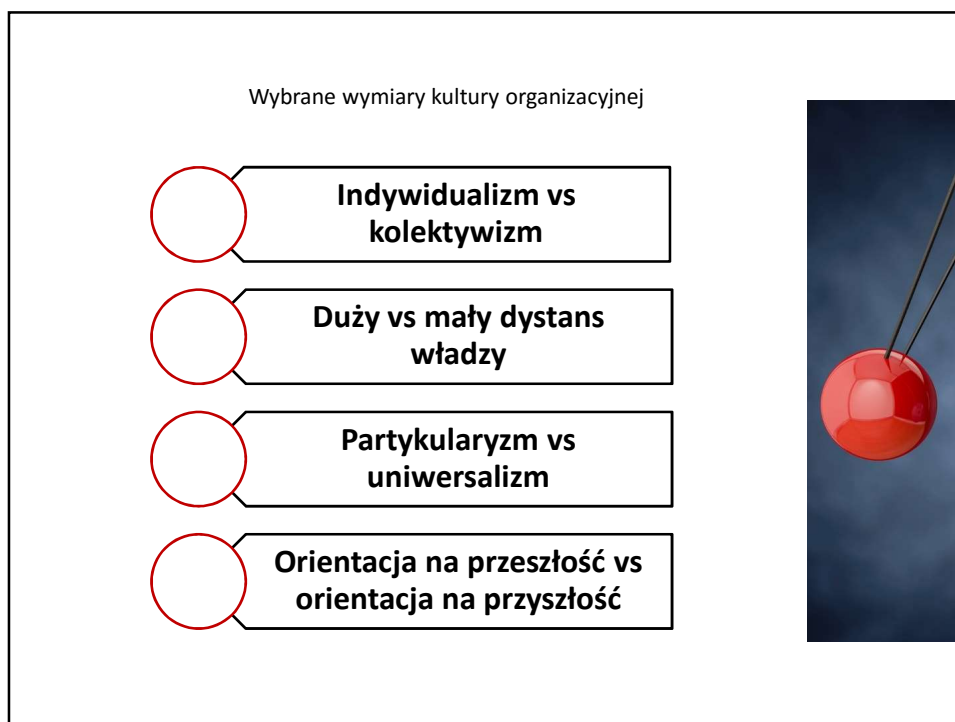 Wybrane wymiary kultury organizacyjnej
Indywidualizm vs
kolektywizm
Duży vs mały dystans
władzy
Partykularyzm vs
uniwersalizm
Orientacja na przeszłość vs
orientacja na przyszłość